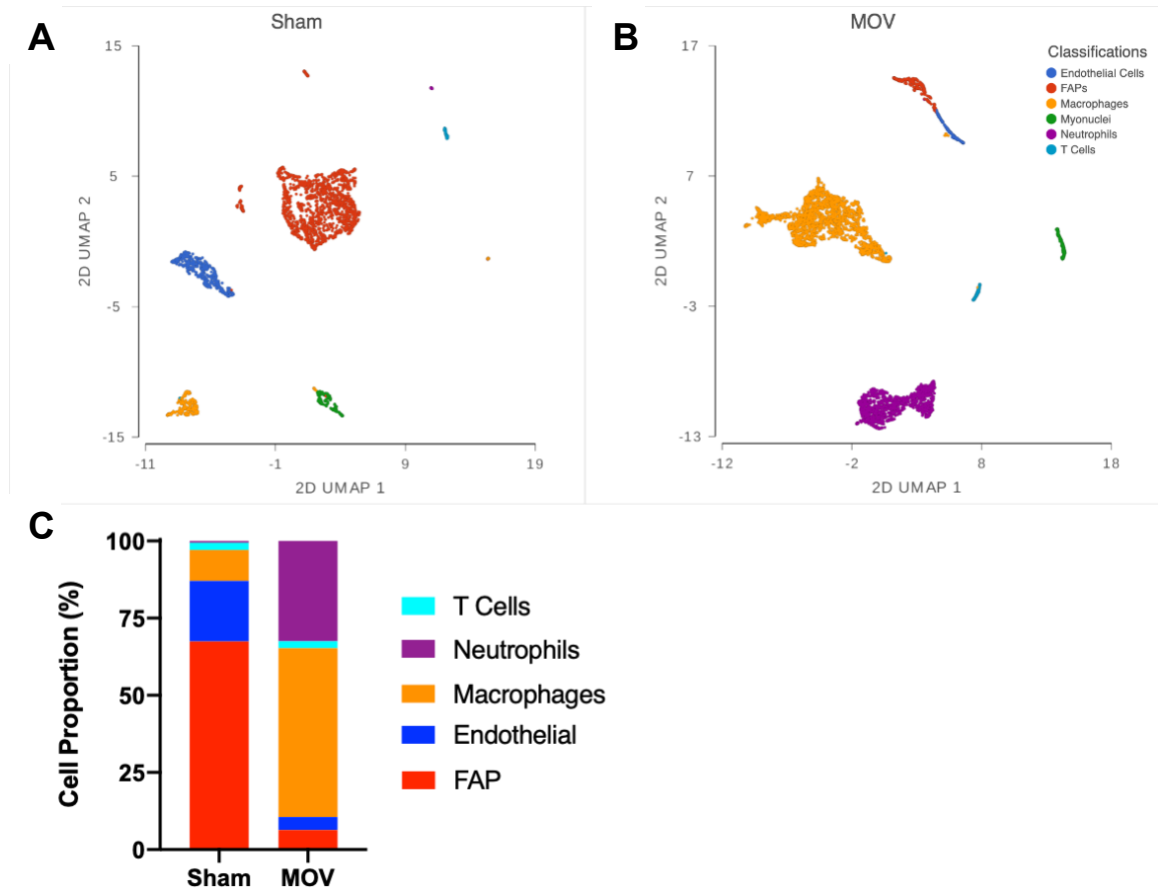 A
Sham
15
5
-5
-15
2D UMAP 2
-11
-1
9
19
2D UMAP 1
B
MOV
17
7
-3
-13
2D UMAP 2
-12
-2
8
18
2D UMAP 1
Classifications
Endothelial Cells
FAPs
Macrophages
Myonuclei
Neutrophils
T Cells
C
100
75
50
25
0
Cell Proportion (%)
Sham
MOV
T Cells
Neutrophils
Macrophages
Endothelial
FAP